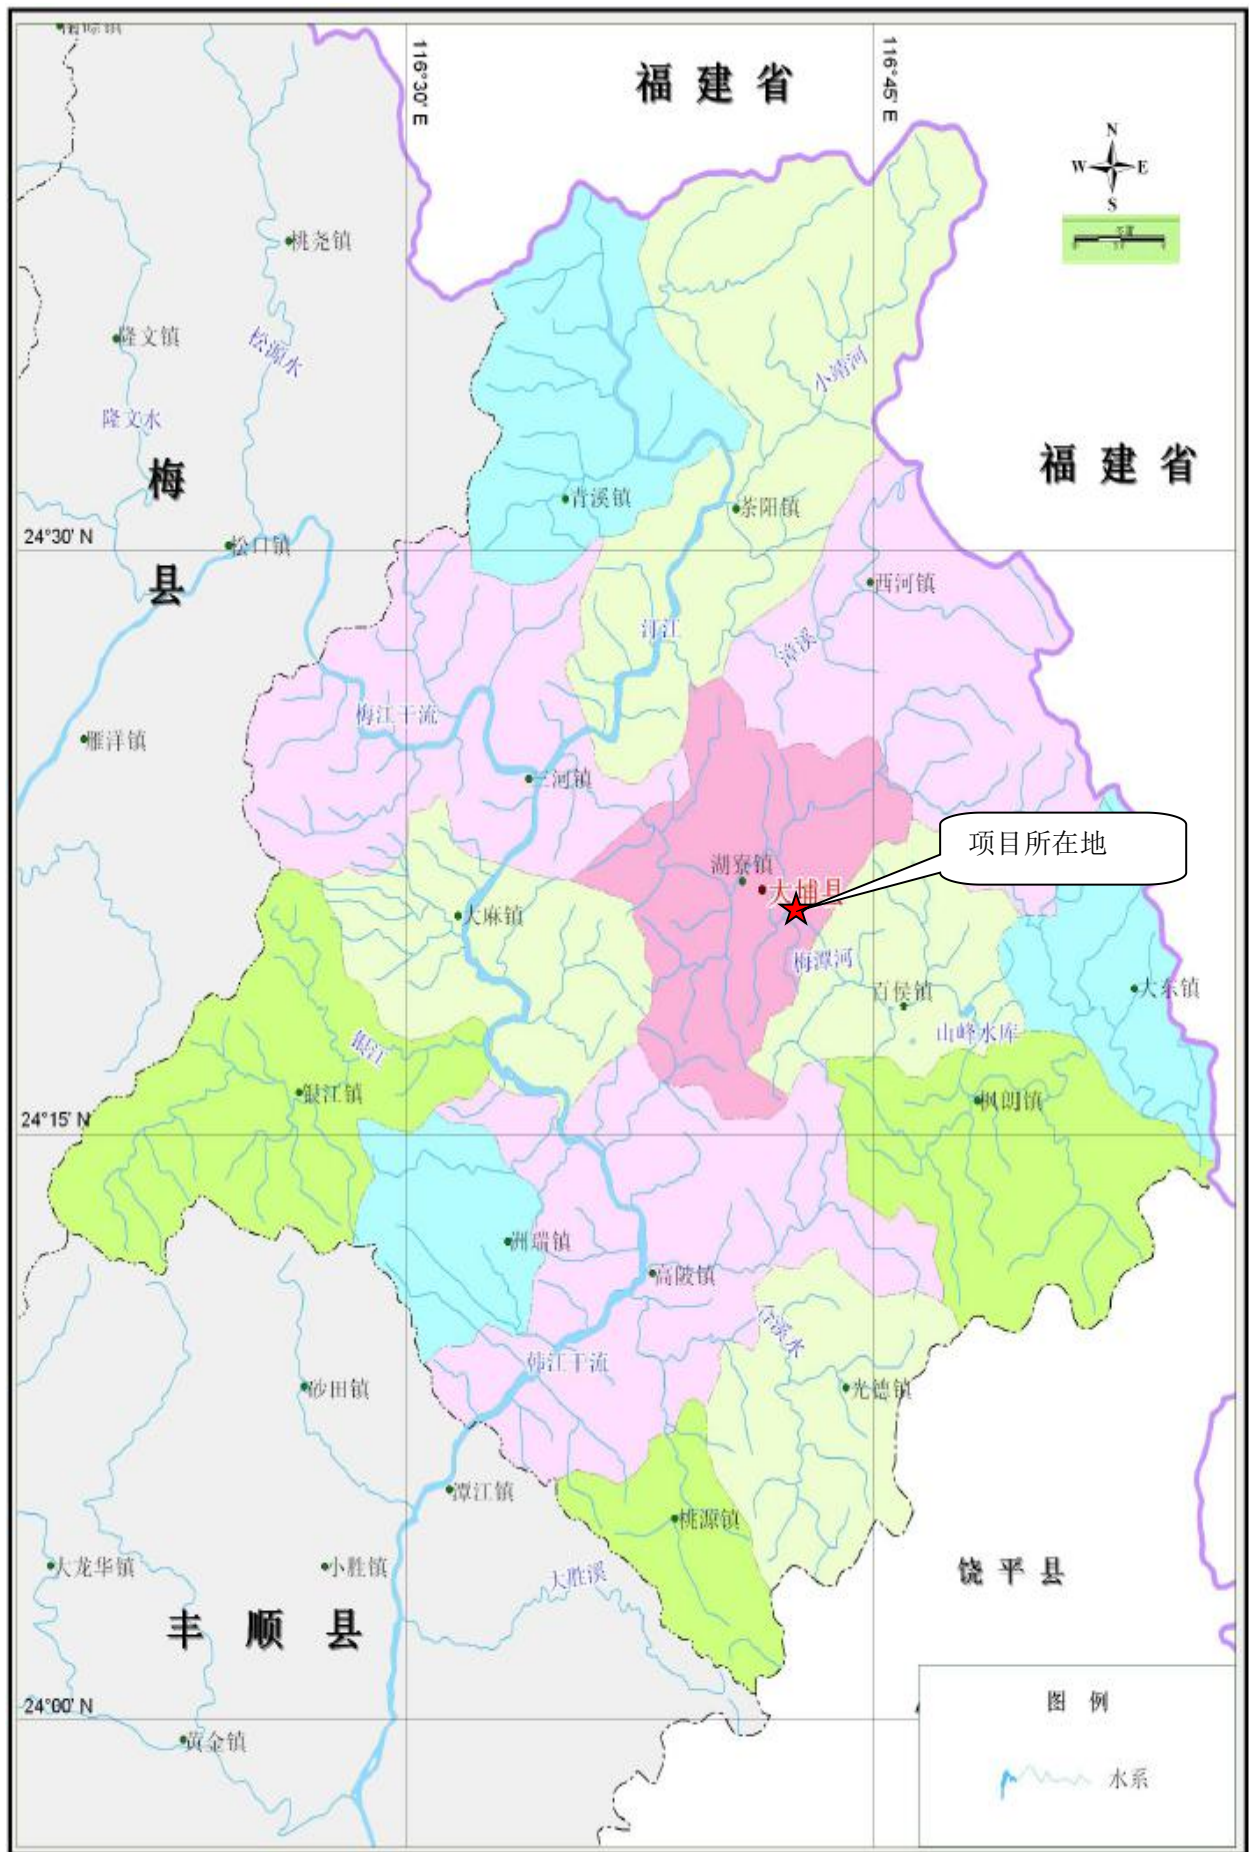 116°30' E
116°45' E
福建省
N
W
E
S
桃尧镇
隆文镇
松源水
小靖河
隆文水
福建省
梅县
青溪镇
茶阳镇
24°30' N
松口镇
西河镇
汀江
漳溪
梅江干流
雁洋镇
三河镇
项目所在地
湖寮镇
大埔县
大麻镇
梅潭河
百侯镇
大东镇
山峰水库
银江
银江镇
枫朗镇
24°15' N
洲瑞镇
高陂镇
合溪水
韩江干流
砂田镇
光德镇
潭江镇
桃源镇
大龙华镇
小胜镇
大胜溪
饶平县
丰顺县
24°00' N
图例
黄金镇
水系